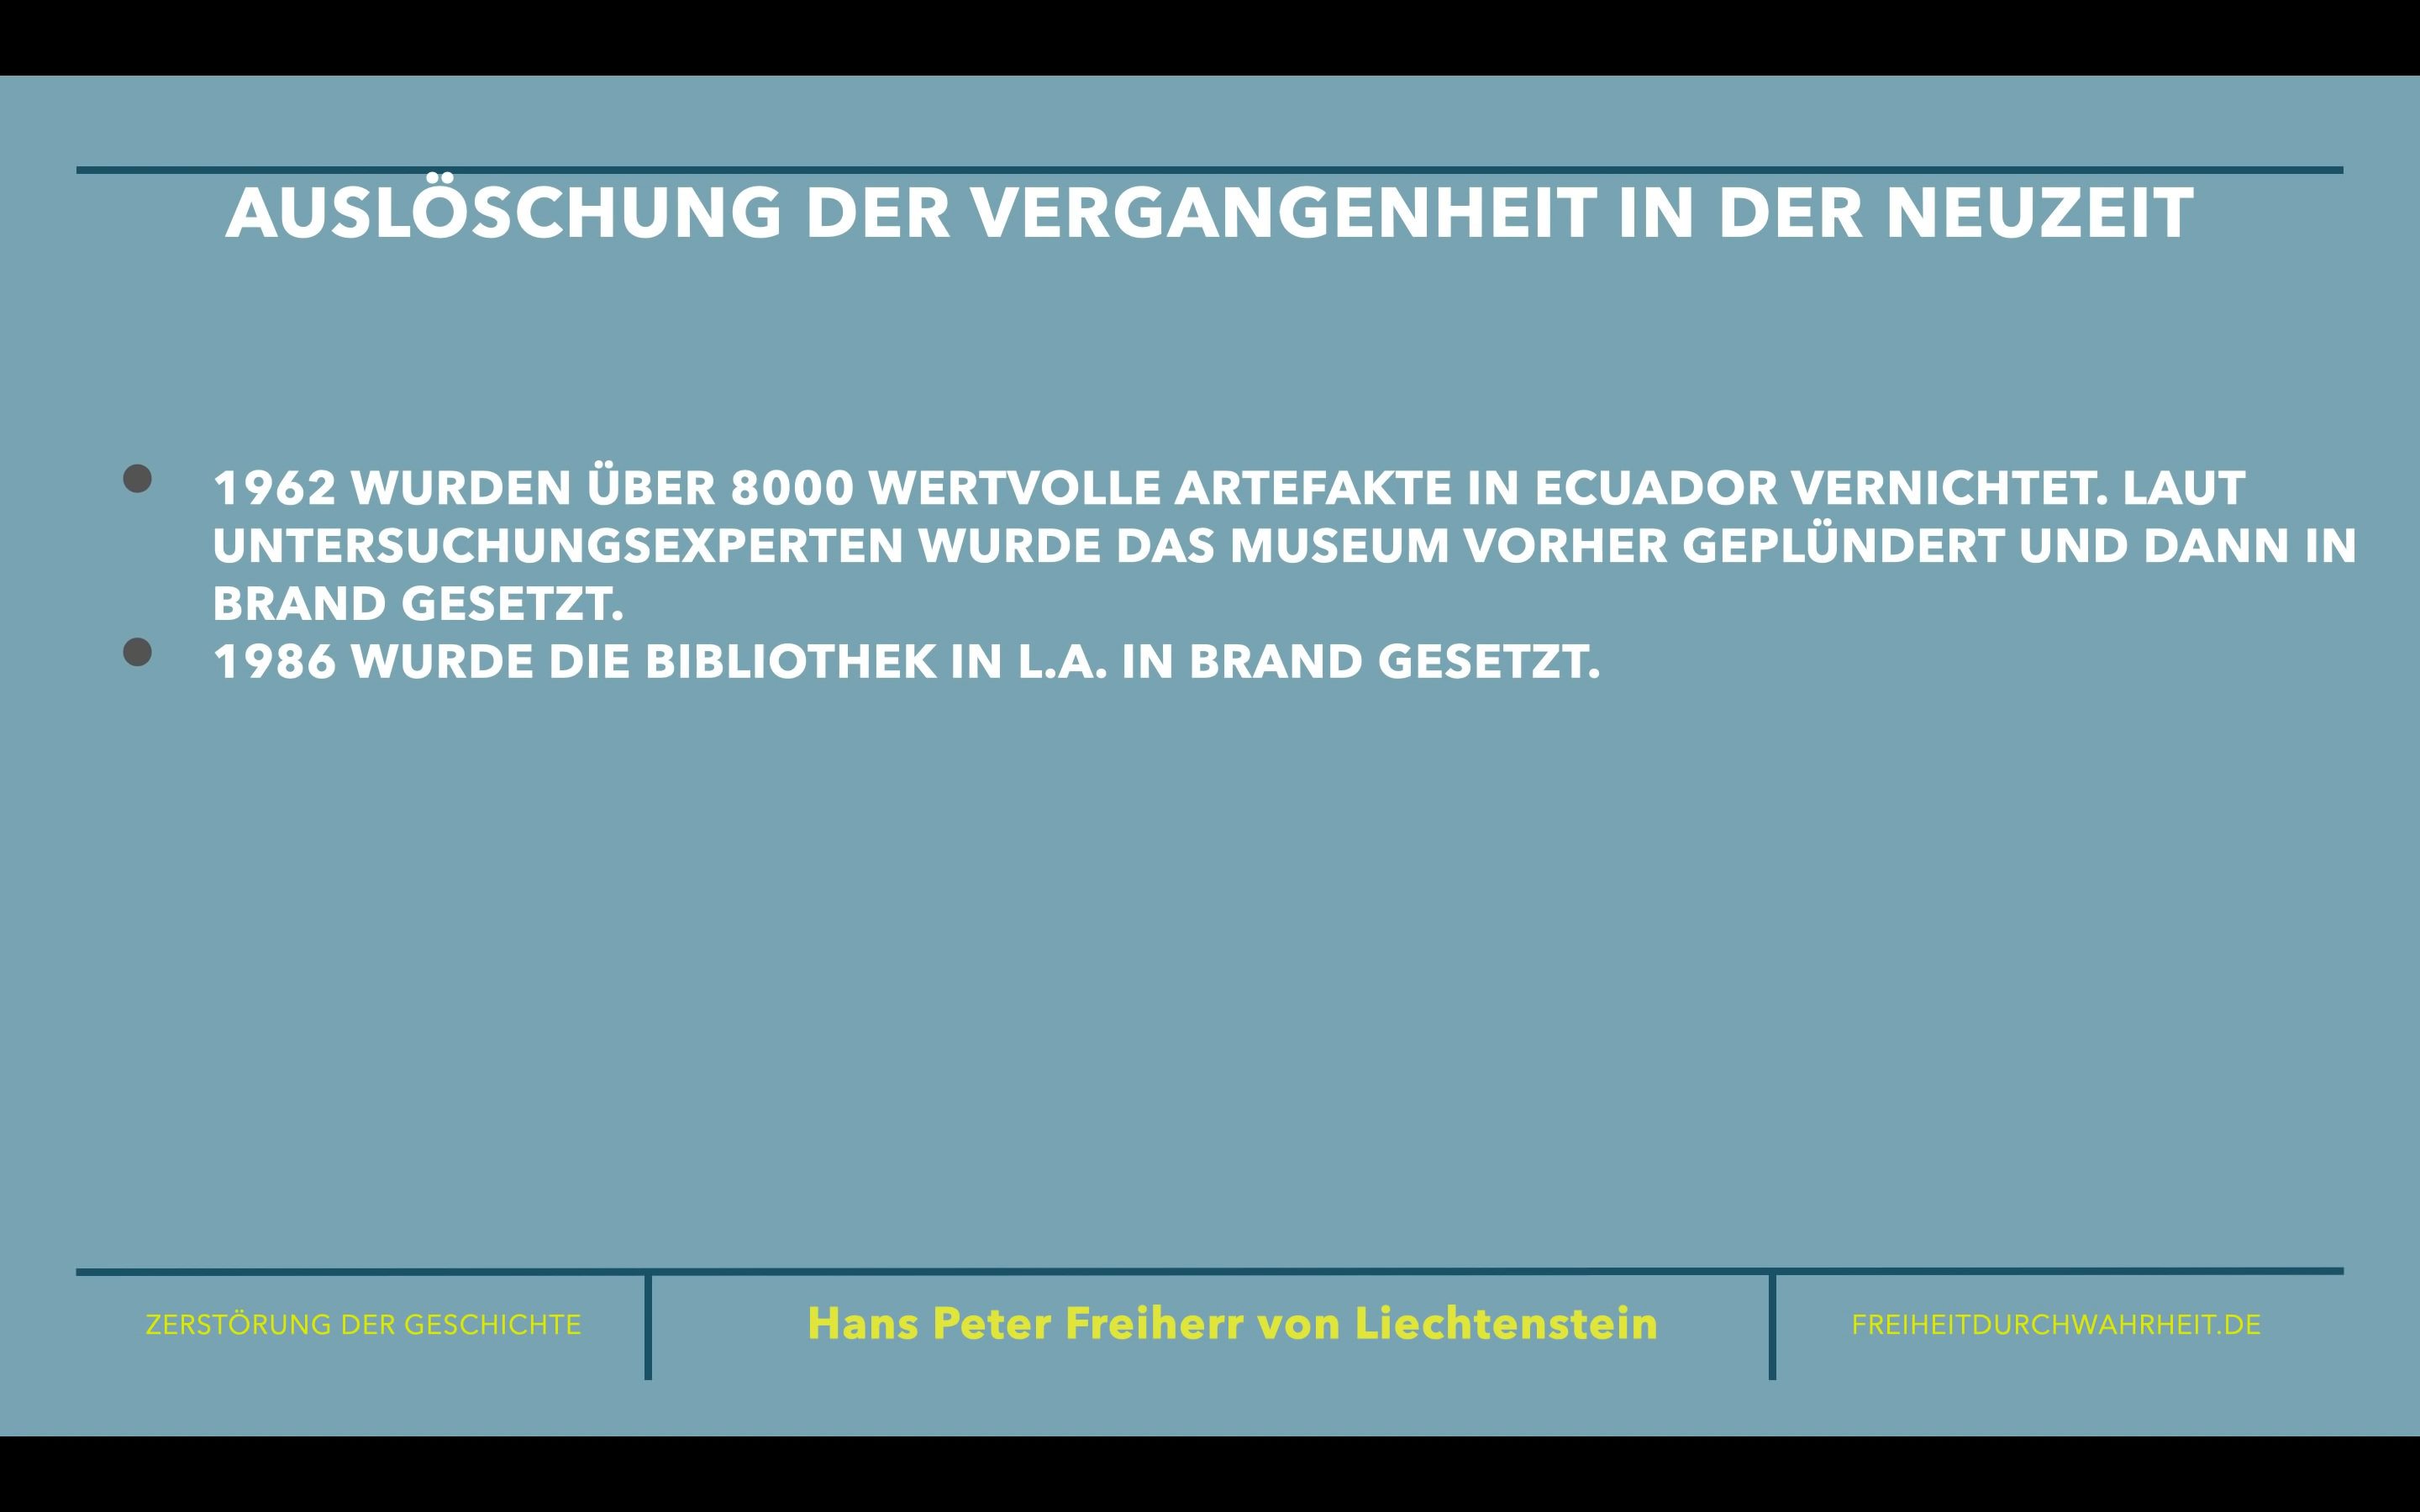 AUSLÖSCHUNG DER VERGANGENHEIT IN DER NEUZEIT
1962 WURDEN ÜBER 8000 WERTVOLLE ARTEFAKTE IN ECUADOR VERNICHTET. LAUT
UNTERSUCHUNGSEXPERTEN WURDE DAS MUSEUM VORHER GEPLÜNDERT UND DANN IN
BRAND GESETZT.
1986 WURDE DIE BIBLIOTHEK IN L.A. IN BRAND GESETZT.
ZERSTÖRUNG DER GESCHICHTE
Hans Peter Freiherr von Liechtenstein
FREIHEITDURCHWAHRHEIT.DE